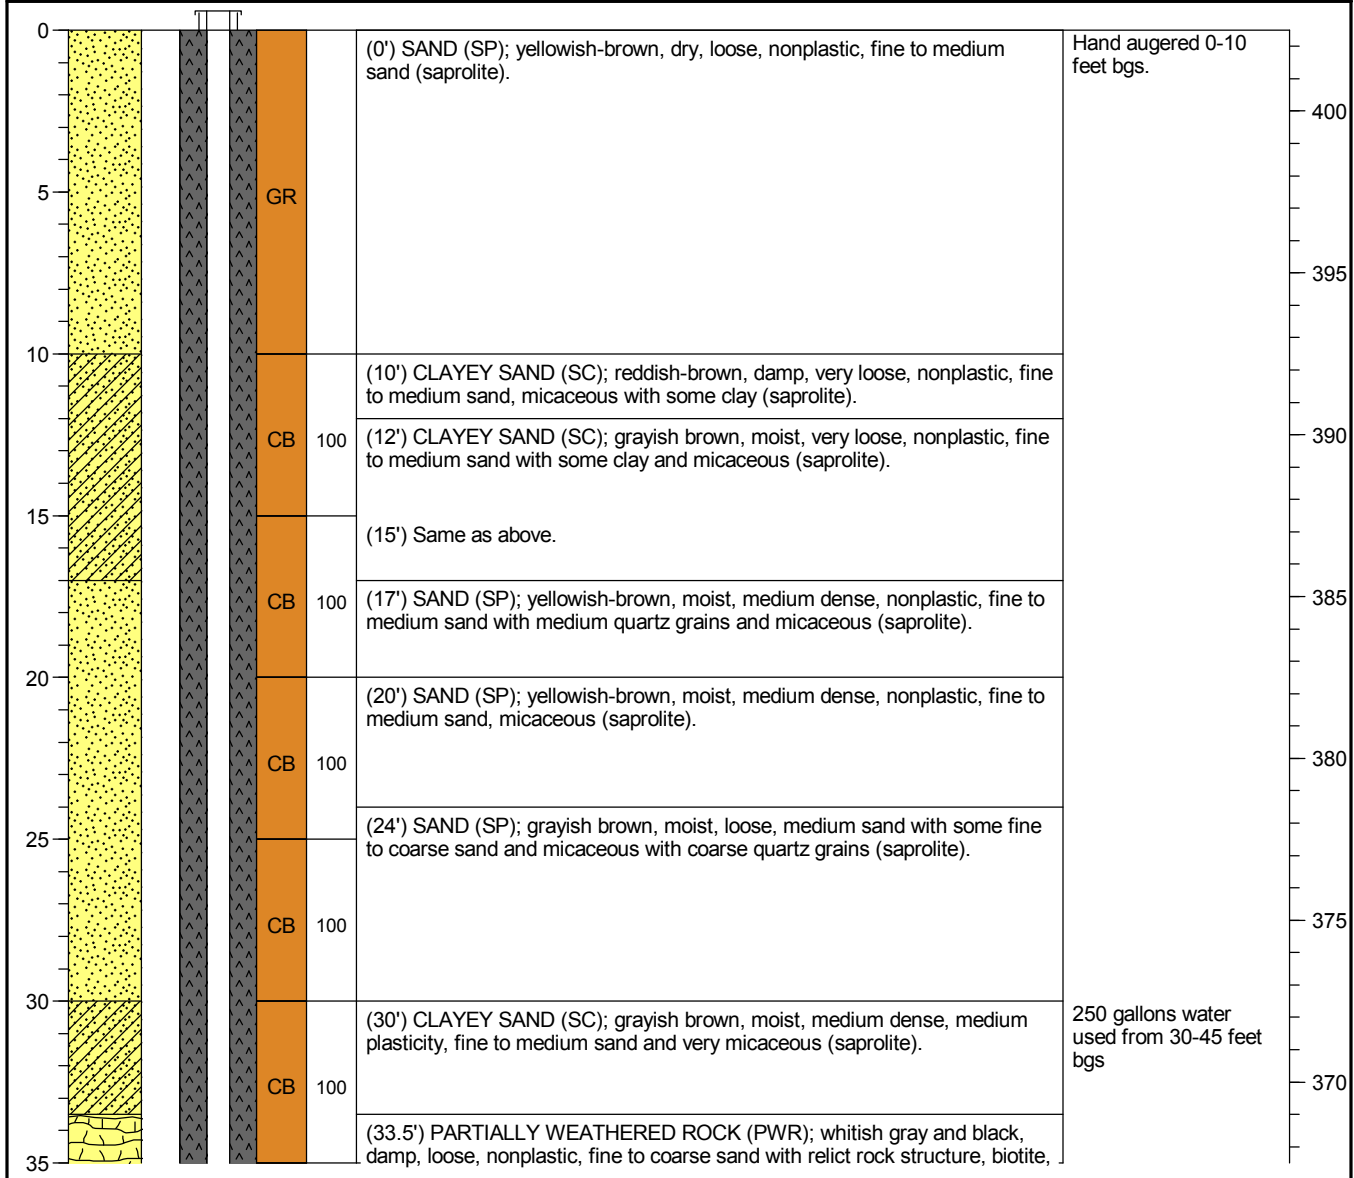 0
(0') SAND (SP); yellowish-brown, dry, loose, nonplastic, fine to medium
sand (saprolite).
Hand augered 0-10
feet bgs.
400
5
GR
395
10
(10') CLAYEY SAND (SC); reddish-brown, damp, very loose, nonplastic, fine
to medium sand, micaceous with some clay (saprolite).
CB
100
(12') CLAYEY SAND (SC); grayish brown, moist, very loose, nonplastic, fine
to medium sand with some clay and micaceous (saprolite).
390
15
(15') Same as above.
CB
100
(17') SAND (SP); yellowish-brown, moist, medium dense, nonplastic, fine to
medium sand with medium quartz grains and micaceous (saprolite).
385
20
(20') SAND (SP); yellowish-brown, moist, medium dense, nonplastic, fine to
medium sand, micaceous (saprolite).
CB
100
380
(24') SAND (SP); grayish brown, moist, loose, medium sand with some fine
to coarse sand and micaceous with coarse quartz grains (saprolite).
25
CB
100
375
30
(30') CLAYEY SAND (SC); grayish brown, moist, medium dense, medium
plasticity, fine to medium sand and very micaceous (saprolite).
250 gallons water
used from 30-45 feet
bgs
CB
100
370
(33.5') PARTIALLY WEATHERED ROCK (PWR); whitish gray and black,
damp, loose, nonplastic, fine to coarse sand with relict rock structure, biotite,
35